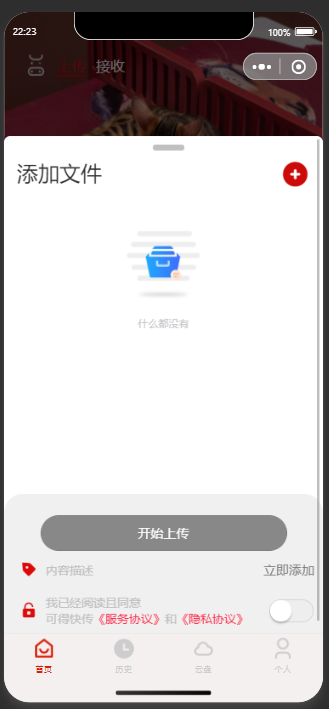 22:23
100%
上传 接收
添加文件
什么都没有
开始上传
内容描述 立即添加
我已经阅读且同意
可得快传《服务协议》和《隐私协议》
首页 历史 云盘 个人